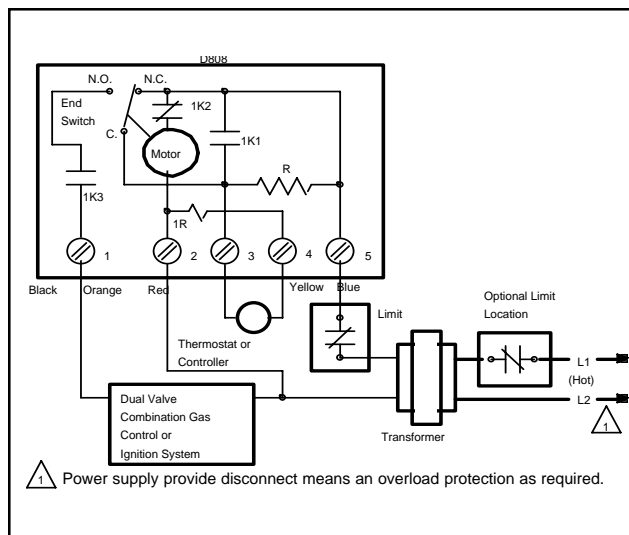 D808
N.O. N.C.
End
Switch
1K2
C.
1K1
Motor
R
1K3
1R
1 2 3 4 5
Black Orange Red Yellow Blue
Limit
Optional Limit
Location
Thermostat or
Controller
L1
(Hot)
L2
1
Dual Valve
Combination Gas
Control or
Ignition System
Transformer
1 Power supply provide disconnect means an overload protection as required.